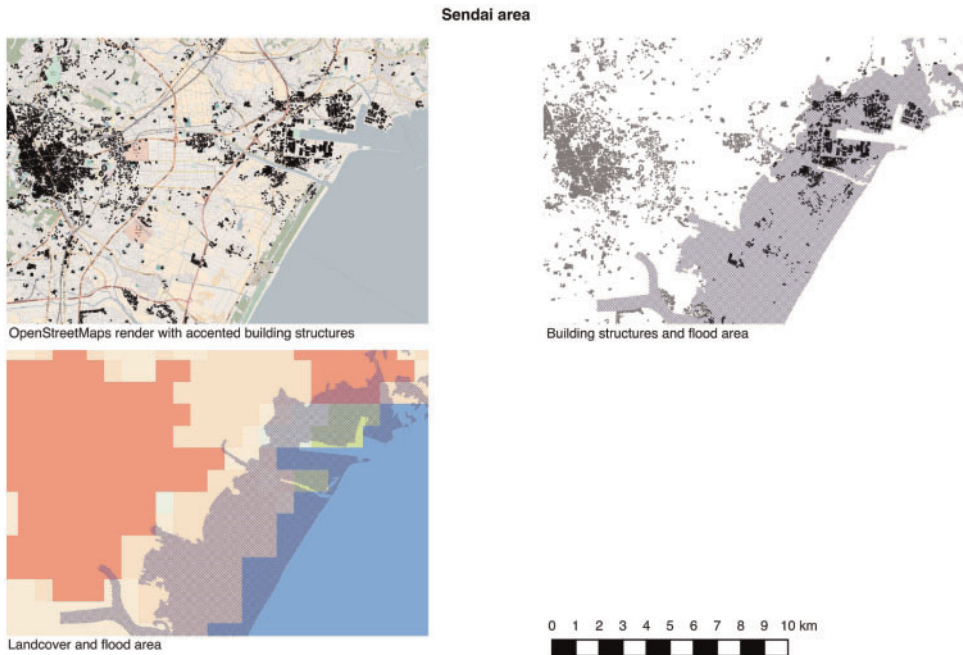 Sendai area
OpenStreetMaps render with accented building structures
Building structures and flood area
Landcover and flood area
0 1 2 3 4 5 6 7 8 9 10 km